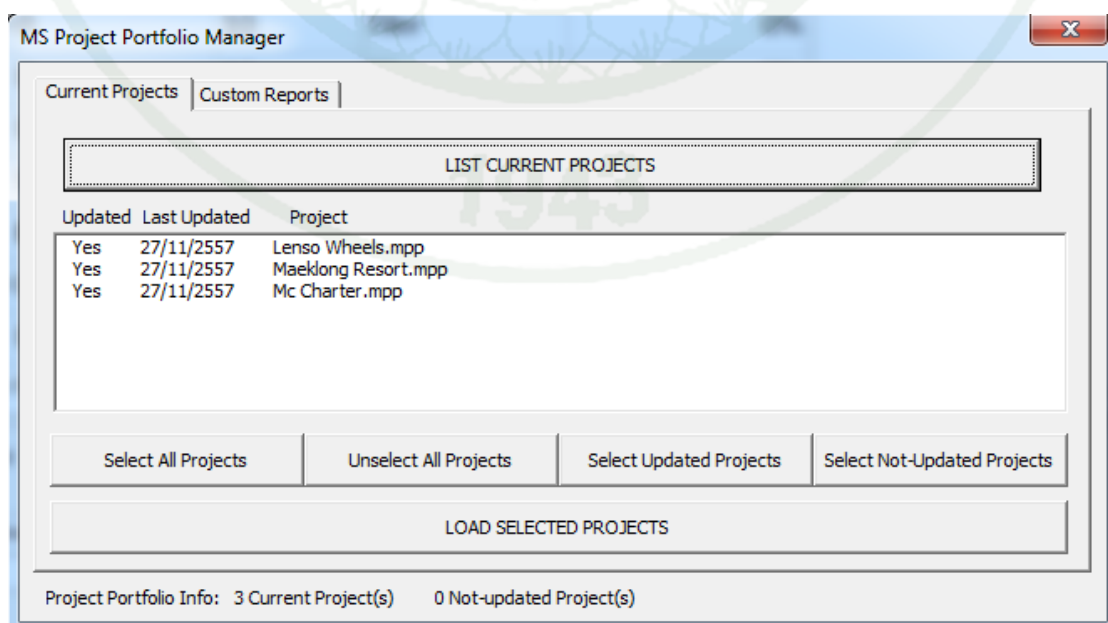 MS Project Portfolio Manager
Current Projects Custom Reports
LIST CURRENT PROJECTS
1943
Updated Last Updated Project
Yes 27/11/2557 Lenso Wheels.mpp
Yes 27/11/2557 Maeklong Resort.mpp
Yes 27/11/2557 Mc Charter.mpp
Select All Projects Unselect All Projects Select Updated Projects Select Not-Updated Projects
LOAD SELECTED PROJECTS
Project Portfolio Info: 3 Current Project(s) 0 Not-updated Project(s)